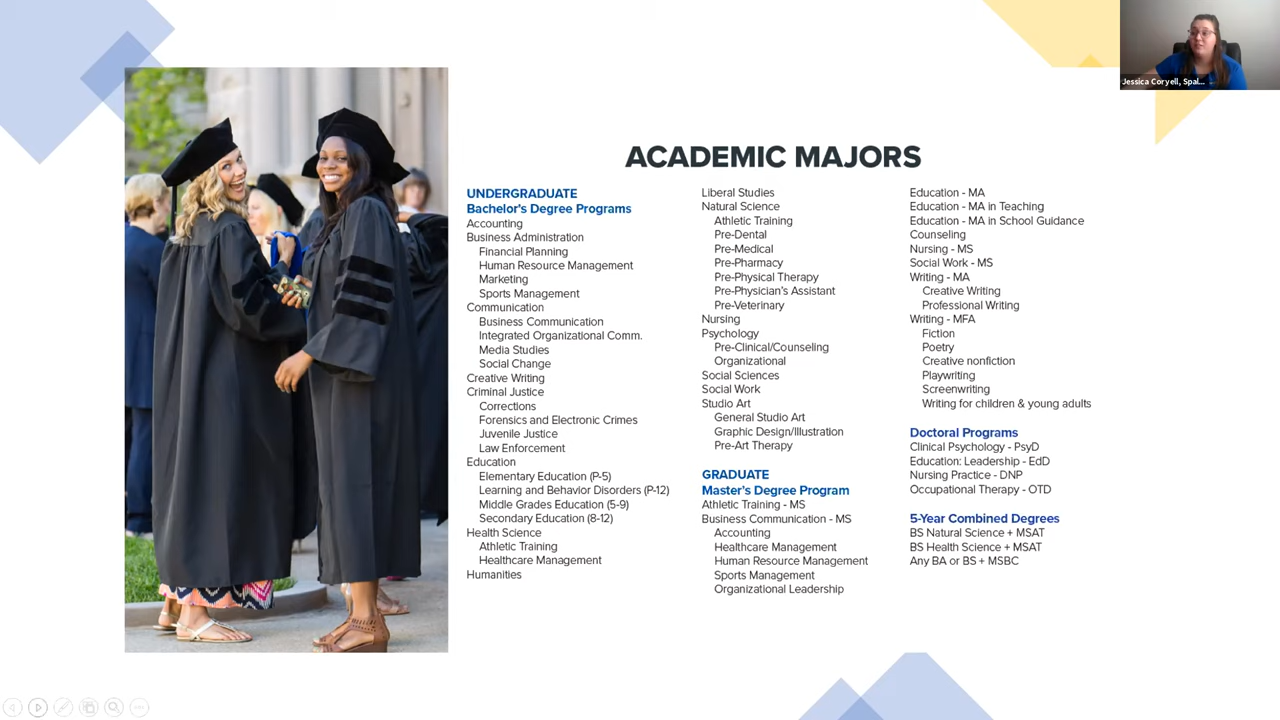 Jessica Coryell, Spal...
ACADEMIC MAJORS
UNDERGRADUATE
Bachelor's Degree Programs
Accounting
Business Administration
Financial Planning
Human Resource Management
Marketing
Sports Management
Communication
Business Communication
Integrated Organizational Comm.
Media Studies
Social Change
Creative Writing
Criminal Justice
Corrections
Forensics and Electronic Crimes
Juvenile Justice
Law Enforcement
Education
Elementary Education (P-5)
Learning and Behavior Disorders (P-12)
Middle Grades Education (5-9)
Secondary Education (8-12)
Health Science
Athletic Training
Healthcare Management
Humanities
Liberal Studies
Natural Science
Athletic Training
Pre-Dental
Pre-Medical
Pre-Pharmacy
Pre-Physical Therapy
Pre-Physician's Assistant
Pre-Veterinary
Nursing
Psychology
Pre-Clinical/Counseling
Organizational
Social Sciences
Social Work
Studio Art
General Studio Art
Graphic Design/Illustration
Pre-Art Therapy
GRADUATE
Master's Degree Program
Athletic Training - MS
Business Communication - MS
Accounting
Healthcare Management
Human Resource Management
Sports Management
Organizational Leadership
Education - MA
Education - MA in Teaching
Education - MA in School Guidance
Counseling
Nursing - MS
Social Work - MS
Writing - MA
Creative Writing
Professional Writing
Writing - MFA
Fiction
Poetry
Creative nonfiction
Playwriting
Screenwriting
Writing for children & young adults
Doctoral Programs
Clinical Psychology - PsyD
Education: Leadership - EdD
Nursing Practice - DNP
Occupational Therapy - OTD
5-Year Combined Degrees
BS Natural Science + MSAT
BS Health Science + MSAT
Any BA or BS + MSBC